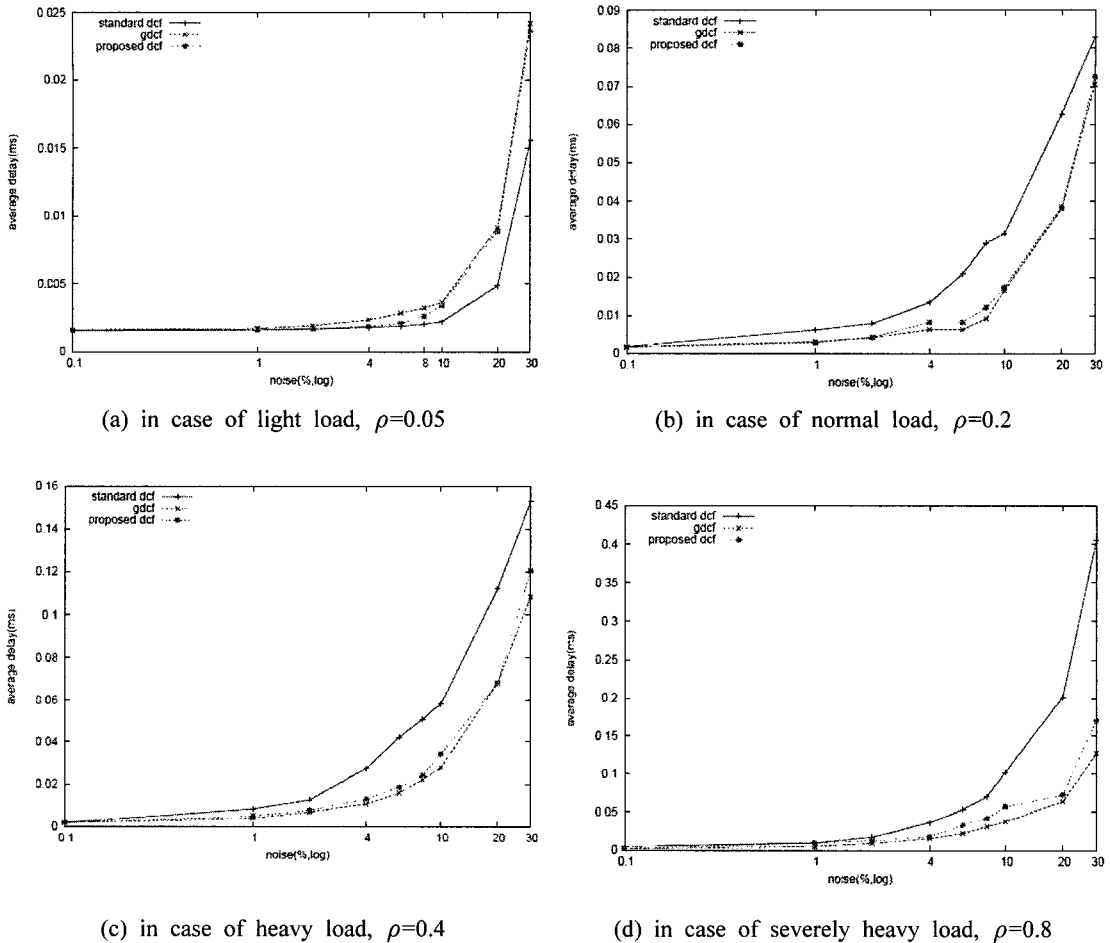 0.025
0.02
0.015
0.01
0.005
0
average delay(ms)
standard dcf
gdcf
proposed dcf
0.1
1
4
8
10
20
30
noise(%,log)
(a) in case of light load, ρ=0.05
0.09
0.08
0.07
0.06
0.05
0.04
0.03
0.02
0.01
0
average delay(ms)
standard dcf
gdcf
proposed dcf
0.1
1
4
10
20
30
noise(%,log)
(b) in case of normal load, ρ=0.2
0.16
0.14
0.12
0.1
0.08
0.06
0.04
0.02
0
average delay(ms)
standard dcf
gdcf
proposed dcf
0.1
1
4
10
20
30
noise(%,log)
(c) in case of heavy load, ρ=0.4
0.45
0.4
0.35
0.3
0.25
0.2
0.15
0.1
0.05
0
average delay(ms)
standard dcf
gdcf
proposed dcf
0.1
1
4
10
20
30
noise(%,log)
(d) in case of severely heavy load, ρ=0.8